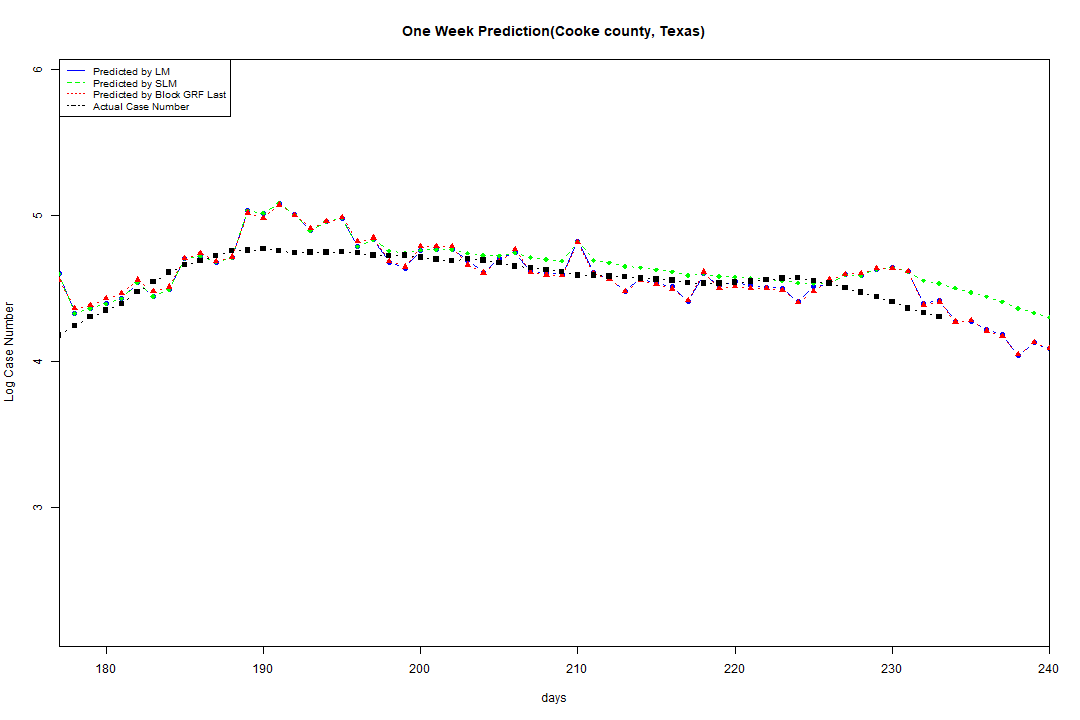 One Week Prediction(Cooke county, Texas)
6
Predicted by LM
Predicted by SLM
Predicted by Block GRF Last
Actual Case Number
5
4
3
Log Case Number
180 190 200 210 220 230 240
days